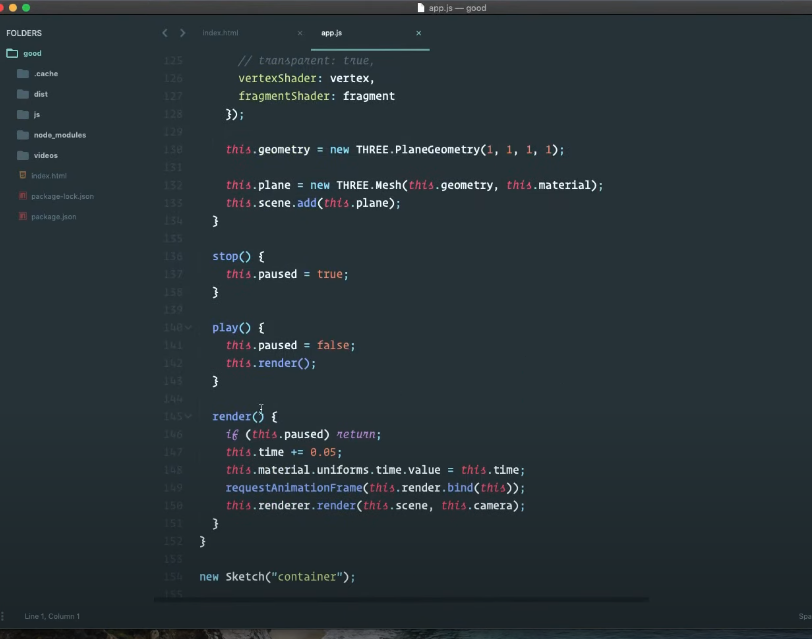 app.js — good
FOLDERS
good
.cache
dist
js
node_modules
videos
index.html
package-lock.json
package.json
index.html ×
app.js ×
125 // transparent: true,
126 vertexShader: vertex,
127 fragmentShader: fragment
128 });
129
130 this.geometry = new THREE.PlaneGeometry(1, 1, 1, 1);
131
132 this.plane = new THREE.Mesh(this.geometry, this.material);
133 this.scene.add(this.plane);
134 }
135
136 stop() {
137 this.paused = true;
138 }
139
140 play() {
141 this.paused = false;
142 this.render();
143 }
144
145 render() {
146 if (this.paused) return;
147 this.time += 0.05;
148 this.material.uniforms.time.value = this.time;
149 requestAnimationFrame(this.render.bind(this));
150 this.renderer.render(this.scene, this.camera);
151 }
152 }
153
154 new Sketch("container");
155
Line 1, Column 1
Spa